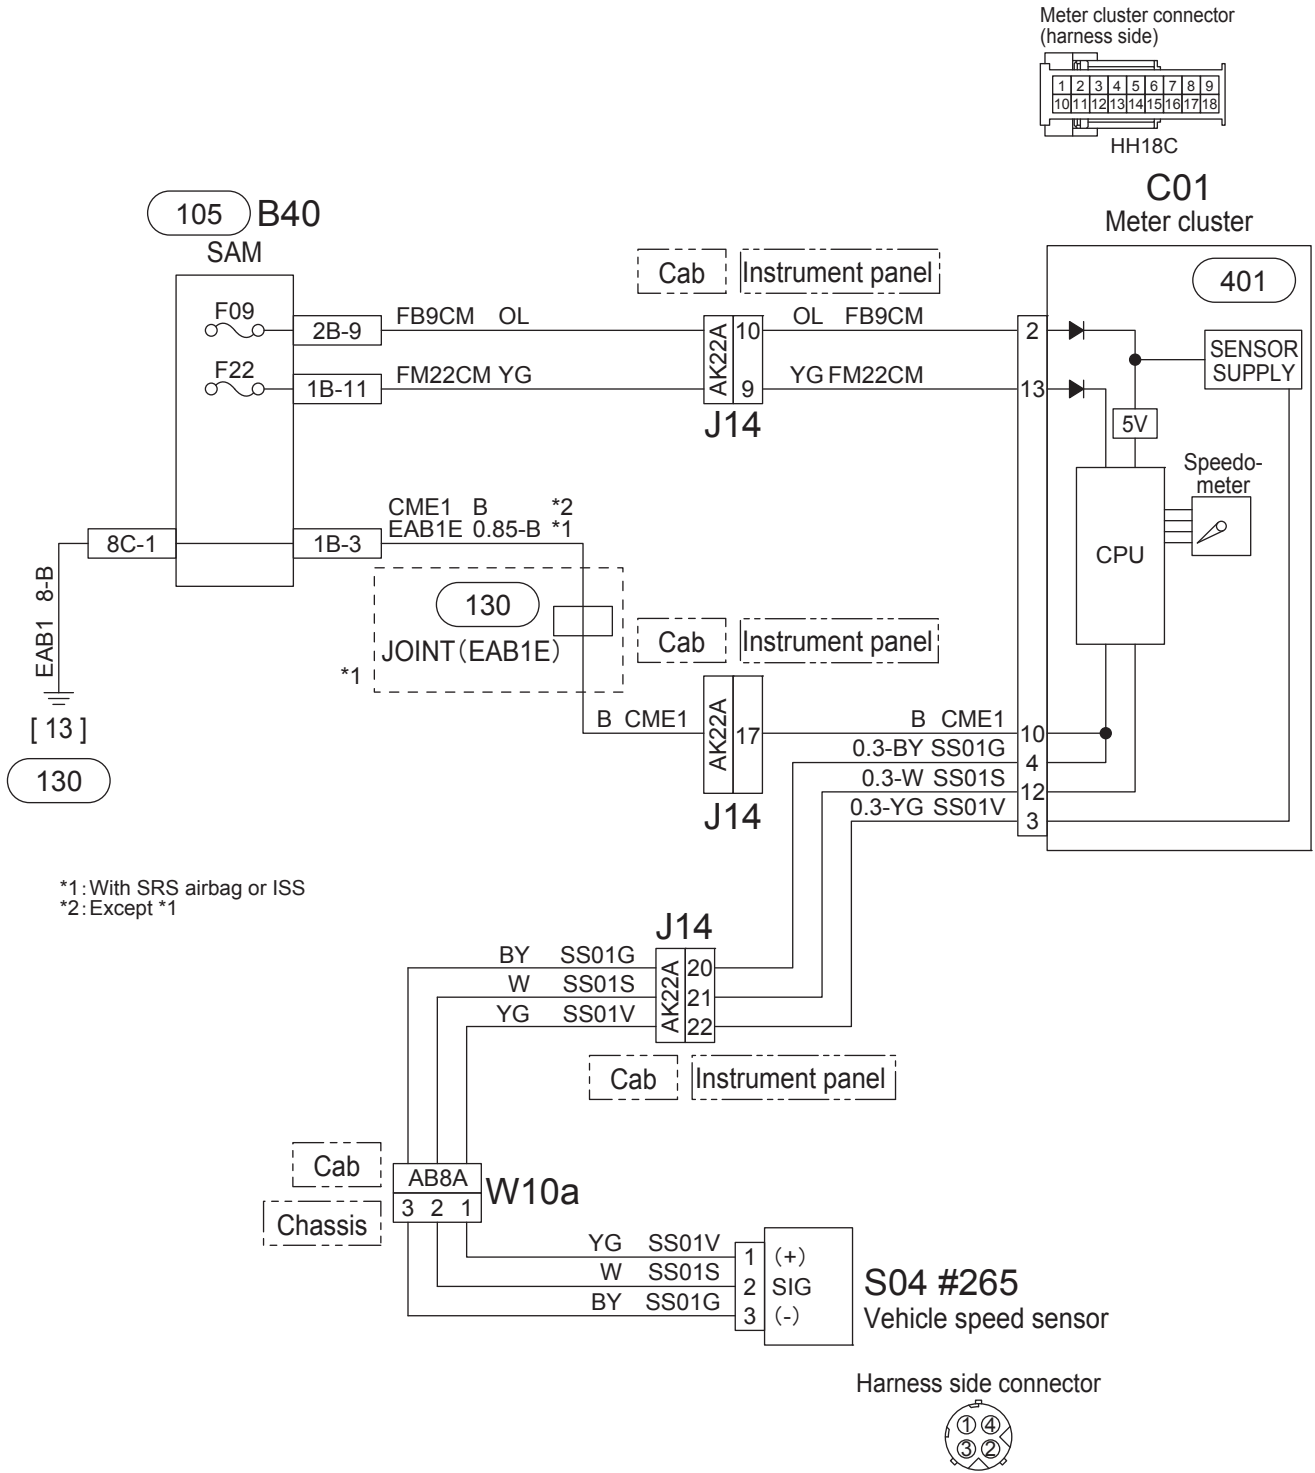 Meter cluster connector
(harness side)
1 2 3 4 5 6 7 8 9
10 11 12 13 14 15 16 17 18
HH18C
C01
Meter cluster
401
105
B40
SAM
Cab
Instrument panel
F09
2B-9
FB9CM OL
AK22A
10
OL FB9CM
2
SENSOR
SUPPLY
F22
1B-11
FM22CM YG
9
YG FM22CM
13
J14
5V
Speedo-
meter
CPU
CME1 B *2
EAB1E 0.85-B *1
8C-1
1B-3
EAB1 8-B
130
JOINT (EAB1E)
*1
Cab
Instrument panel
[ 13 ]
130
B CME1
AK22A
17
B CME1
10
0.3-BY SS01G
4
0.3-W SS01S
12
0.3-YG SS01V
3
J14
*1:With SRS airbag or ISS
*2:Except *1
J14
BY SS01G
AK22A
20
W SS01S
21
YG SS01V
22
Cab
Instrument panel
Cab
AB8A
W10a
3 2 1
Chassis
YG SS01V
1
(+)
W SS01S
2
SIG
BY SS01G
3
(-)
S04 #265
Vehicle speed sensor
Harness side connector
1 4
3 2